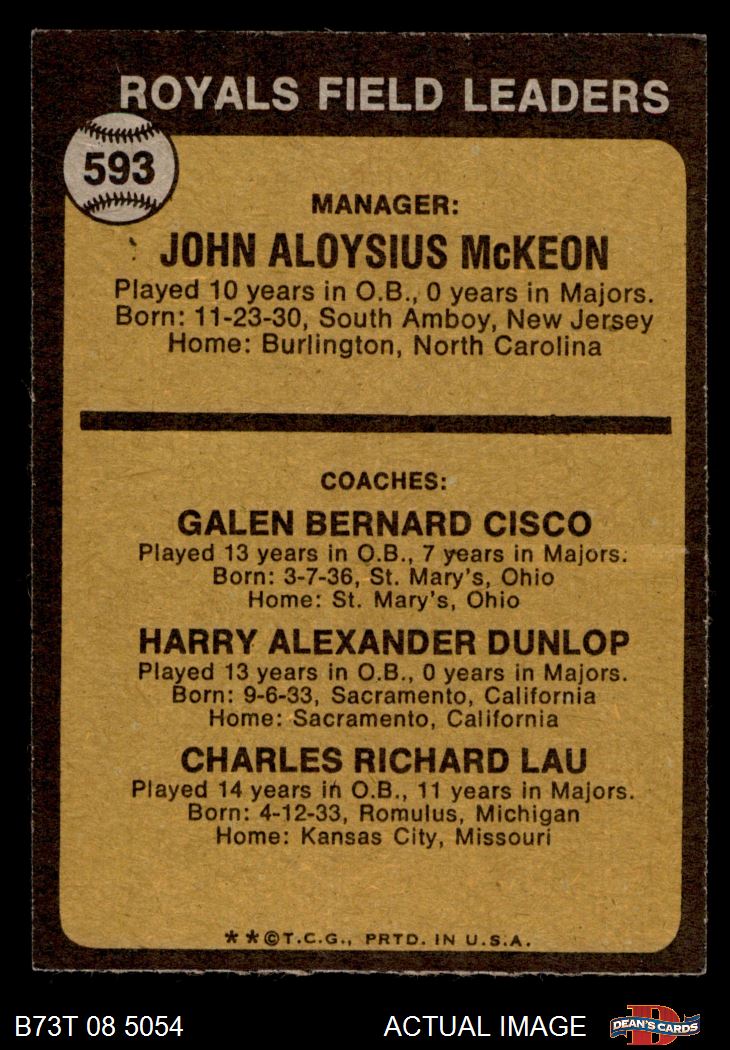 ROYALS FIELD LEADERS
593
MANAGER:
JOHN ALOYSIUS McKEON
Played 10 years in O.B., 0 years in Majors.
Born: 11-23-30, South Amboy, New Jersey
Home: Burlington, North Carolina
COACHES:
GALEN BERNARD CISCO
Played 13 years in O.B., 7 years in Majors.
Born: 3-7-36, St. Mary's, Ohio
Home: St. Mary's, Ohio
HARRY ALEXANDER DUNLOP
Played 13 years in O.B., 0 years in Majors.
Born: 9-6-33, Sacramento, California
Home: Sacramento, California
CHARLES RICHARD LAU
Played 14 years in O.B., 11 years in Majors.
Born: 4-12-33, Romulus, Michigan
Home: Kansas City, Missouri
* * © T.C.G., PRTD. IN U.S.A.
B73T 08 5054 ACTUAL IMAGE
D
DEAN'S CARDS